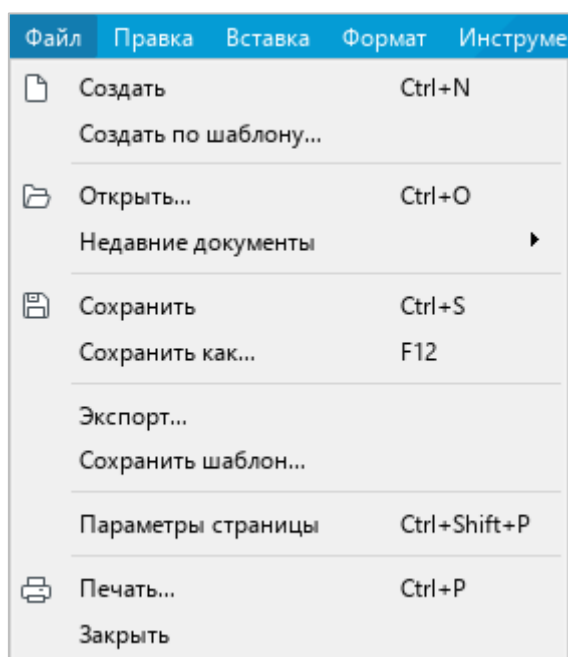 Файл Правка Вставка Формат Инструме
Создать Ctrl+N
Создать по шаблону...
Открыть... Ctrl+O
Недавние документы
Сохранить Ctrl+S
Сохранить как... F12
Экспорт...
Сохранить шаблон...
Параметры страницы Ctrl+Shift+P
Печать... Ctrl+P
Закрыть